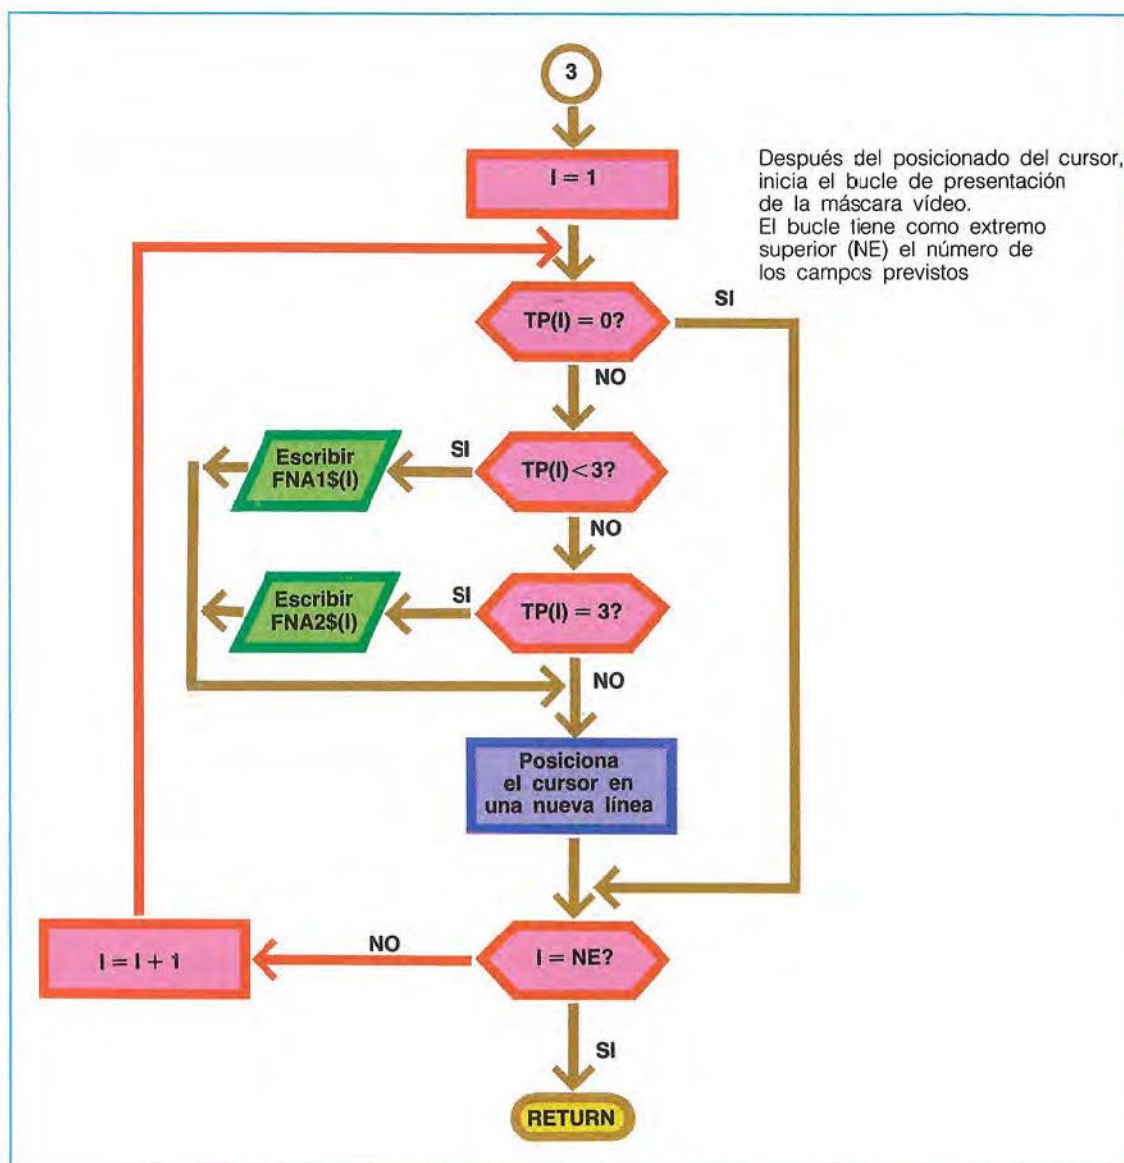 3
I = 1
Después del posicionado del cursor,
inicia el bucle de presentación
de la máscara vídeo.
El bucle tiene como extremo
superior (NE) el número de
los campos previstos
TP(I) = 0?
SI
NO
TP(I)<3?
SI
Escribir
FNA1$(I)
NO
TP(I) = 3?
SI
Escribir
FNA2$(I)
NO
Posiciona
el cursor en
una nueva línea
I = NE?
NO
I = I + 1
SI
RETURN